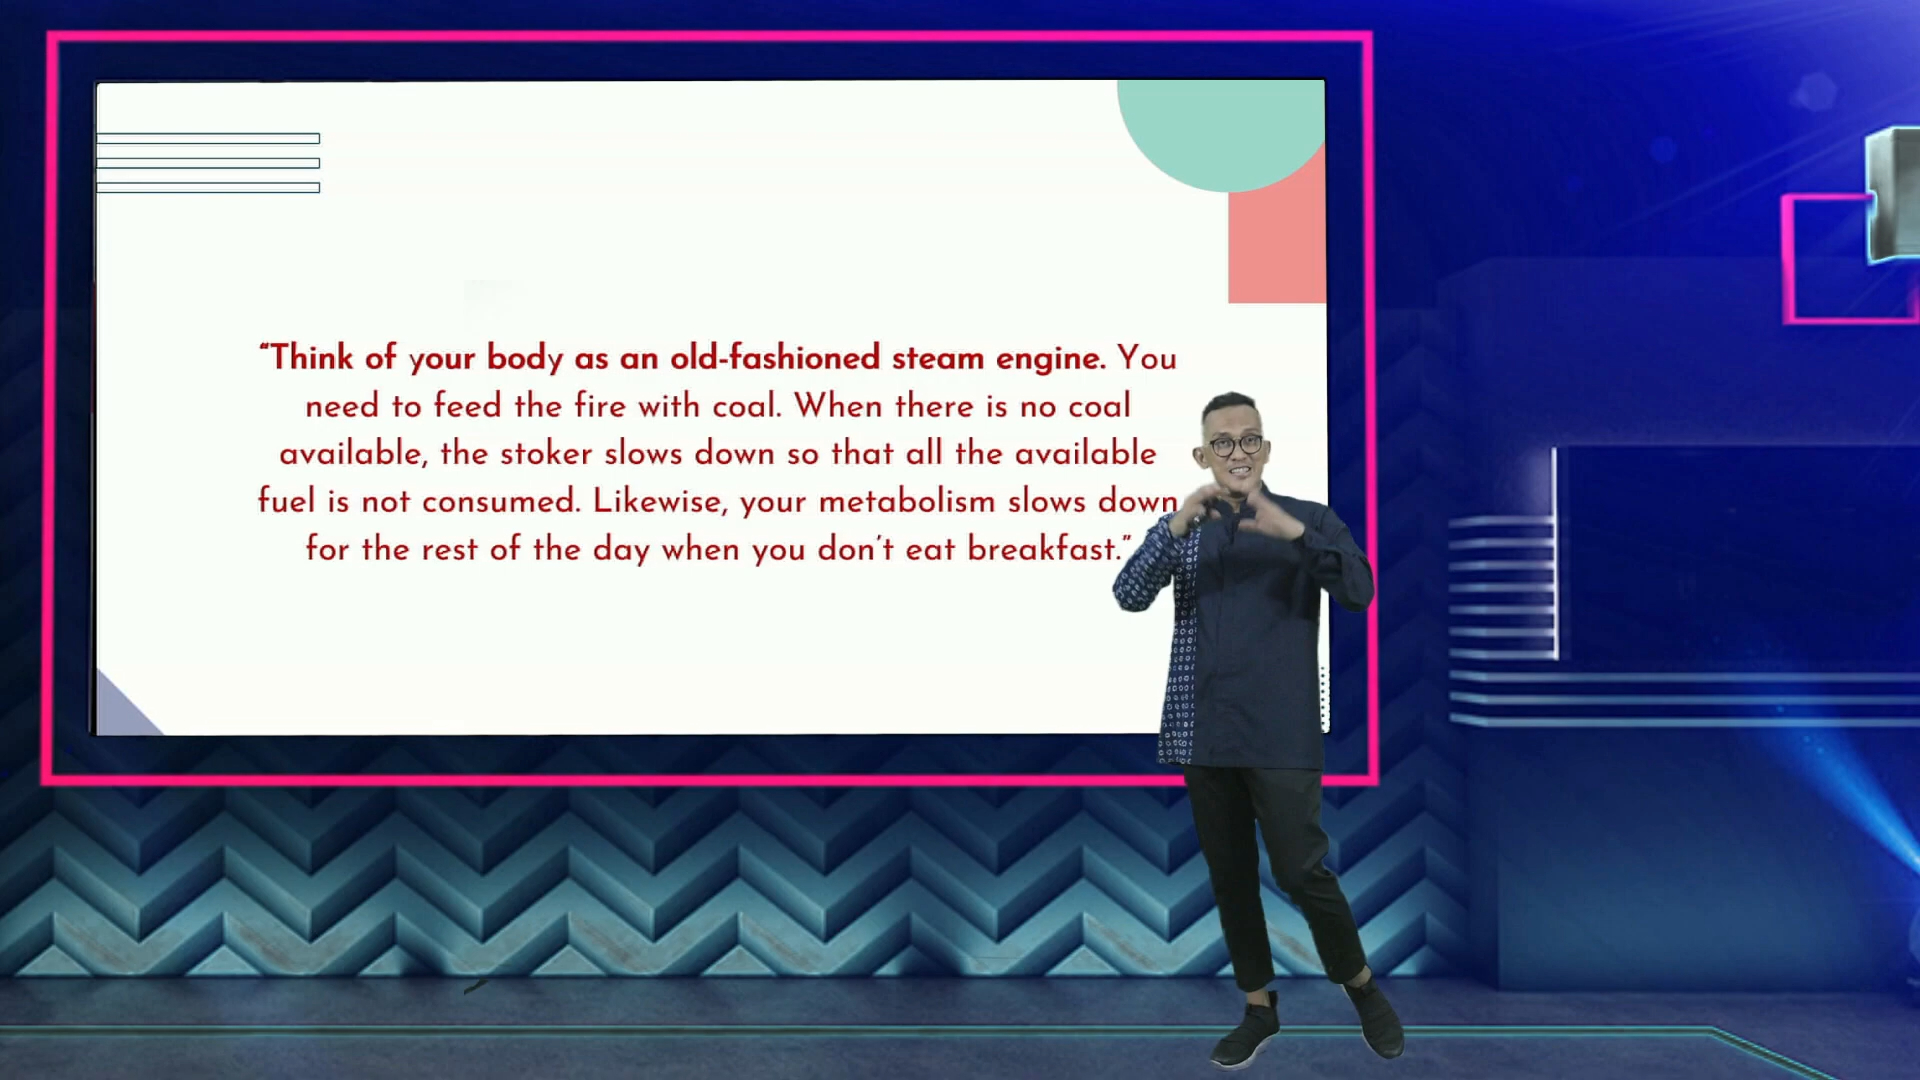 “Think of your body as an old-fashioned steam engine. You
need to feed the fire with coal. When there is no coal
available, the stoker slows down so that all the available
fuel is not consumed. Likewise, your metabolism slows down
for the rest of the day when you don’t eat breakfast.”